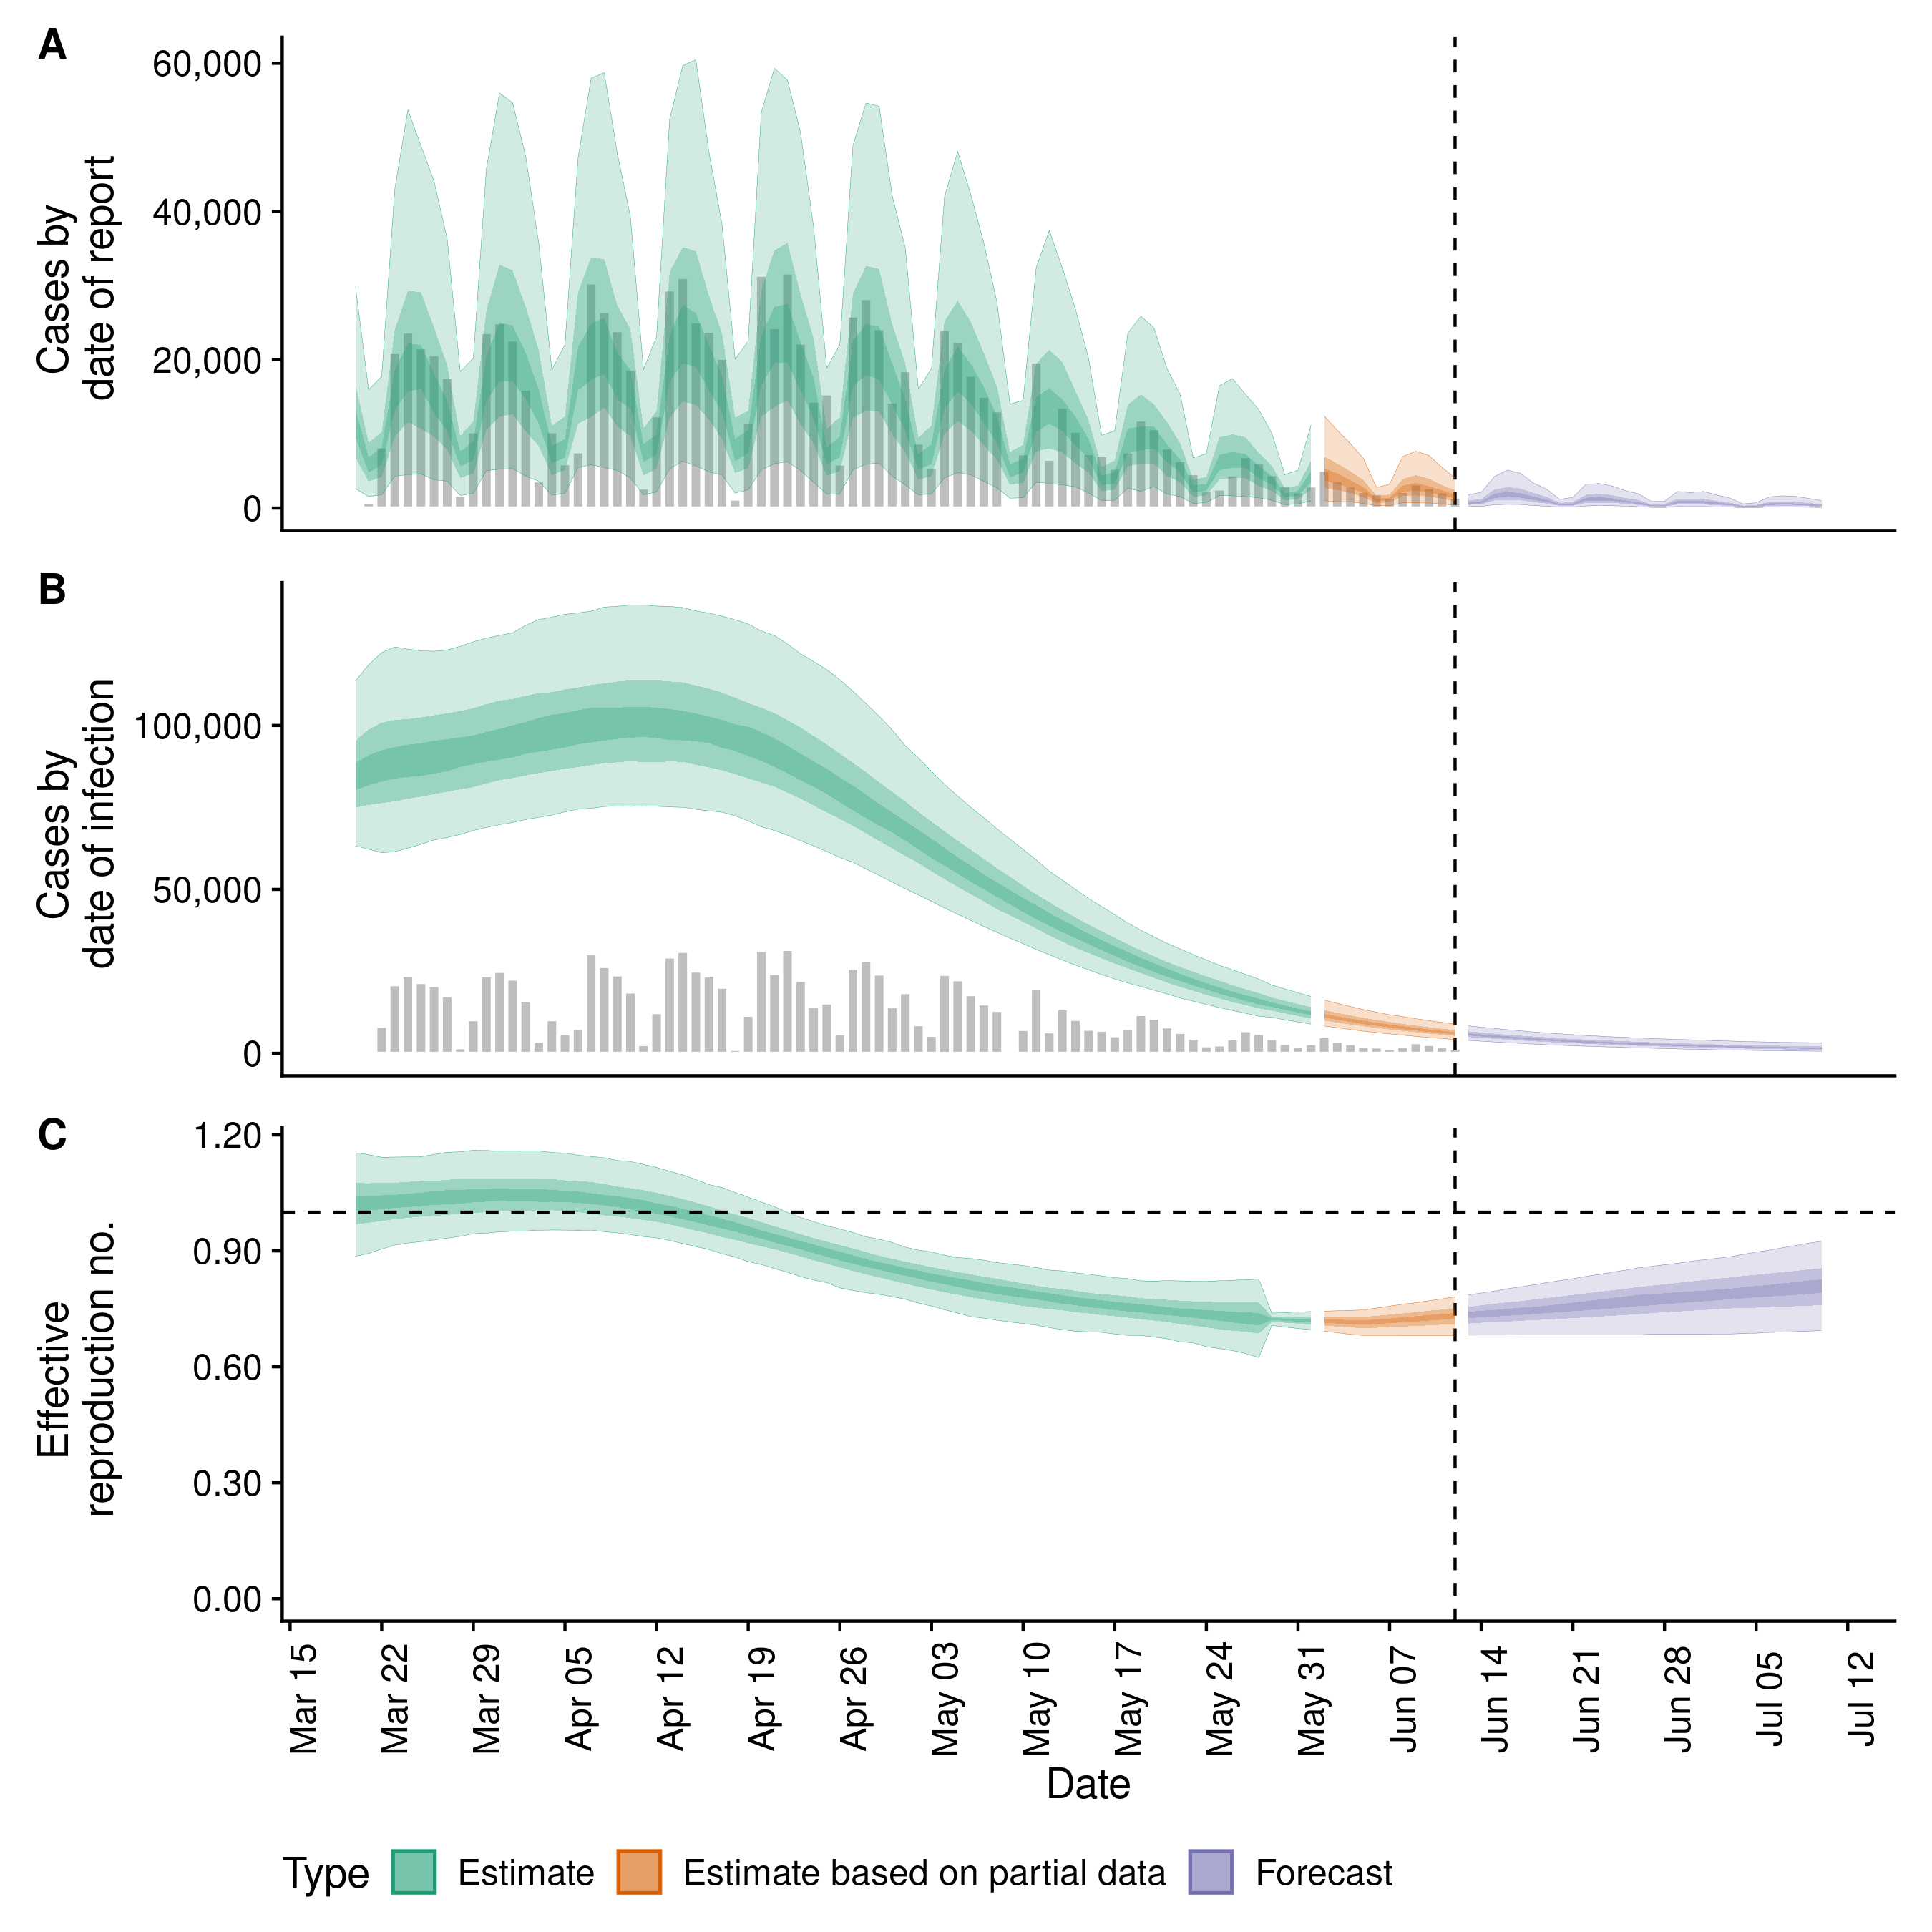 A
Cases by
date of report
60,000
40,000
20,000
0
B
Cases by
date of infection
100,000
50,000
0
C
Effective
reproduction no.
1.20
0.90
0.60
0.30
0.00
Mar 15
Mar 22
Mar 29
Apr 05
Apr 12
Apr 19
Apr 26
May 03
May 10
May 17
May 24
May 31
Jun 07
Jun 14
Jun 21
Jun 28
Jul 05
Jul 12
Date
Type Estimate Estimate based on partial data Forecast